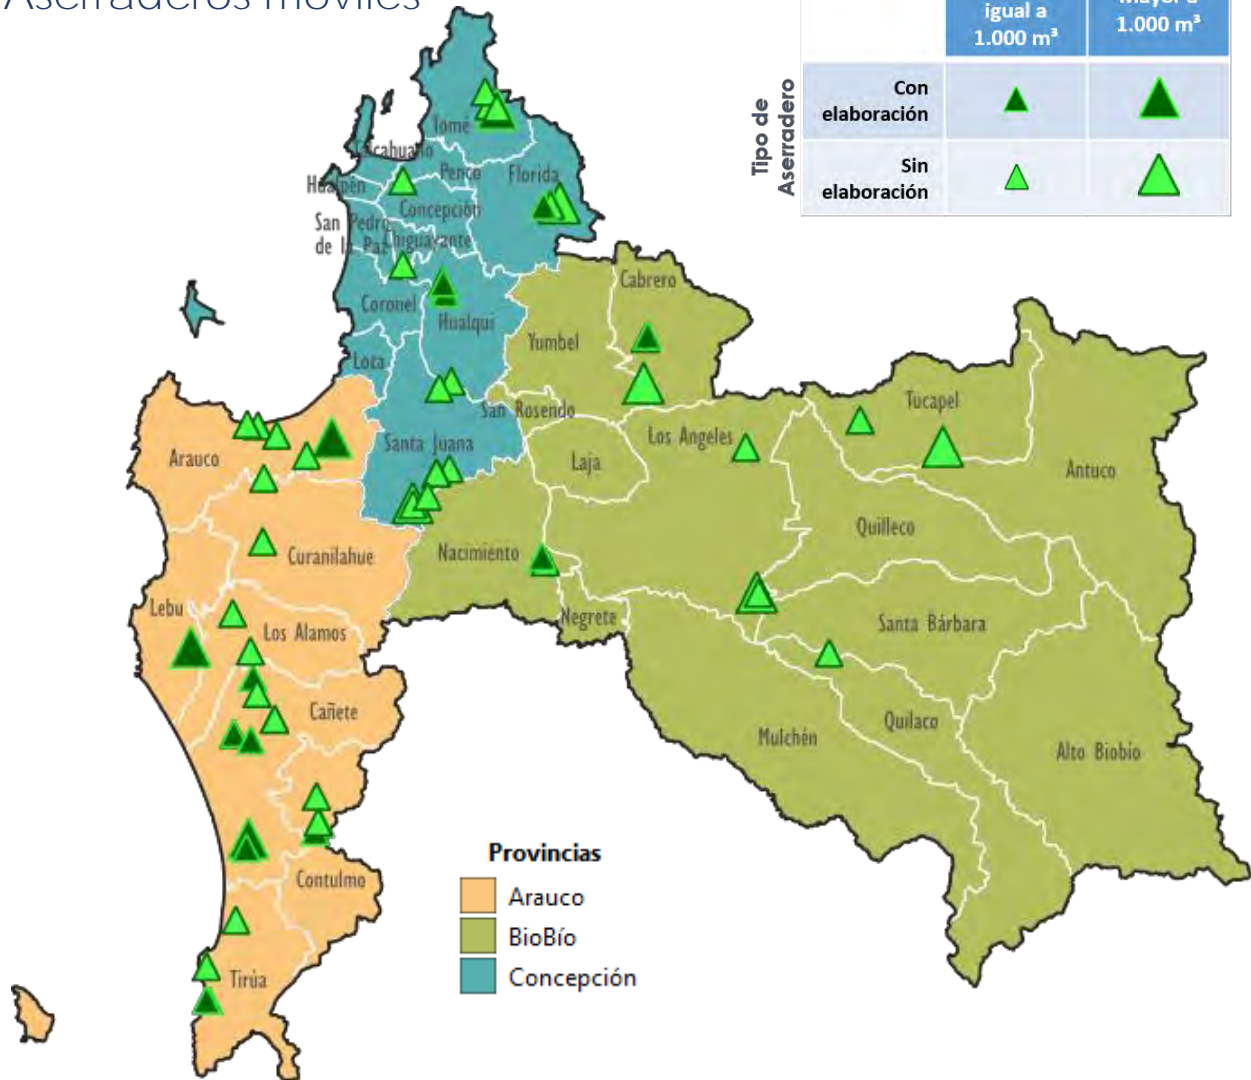 Aserraderos móviles
igual a
1.000 m³
Mayor a
1.000 m³
Tipo de
Aserradero
Con
elaboración
Sin
elaboración
Tomé
Talcahuano
Hualpén
Penco
Florida
Concepción
San Pedro
de la Paz
Chiguayante
Coronel
Hualqui
Lota
Santa Juana
Cabrero
Yumbel
San Rosendo
Laja
Los Angeles
Tucapel
Antuco
Quilleco
Nacimiento
Negrete
Santa Bárbara
Mulchén
Quilaco
Alto Biobío
Arauco
Curanilahue
Lebu
Los Alamos
Cañete
Contulmo
Tirúa
Provincias
Arauco
BioBío
Concepción